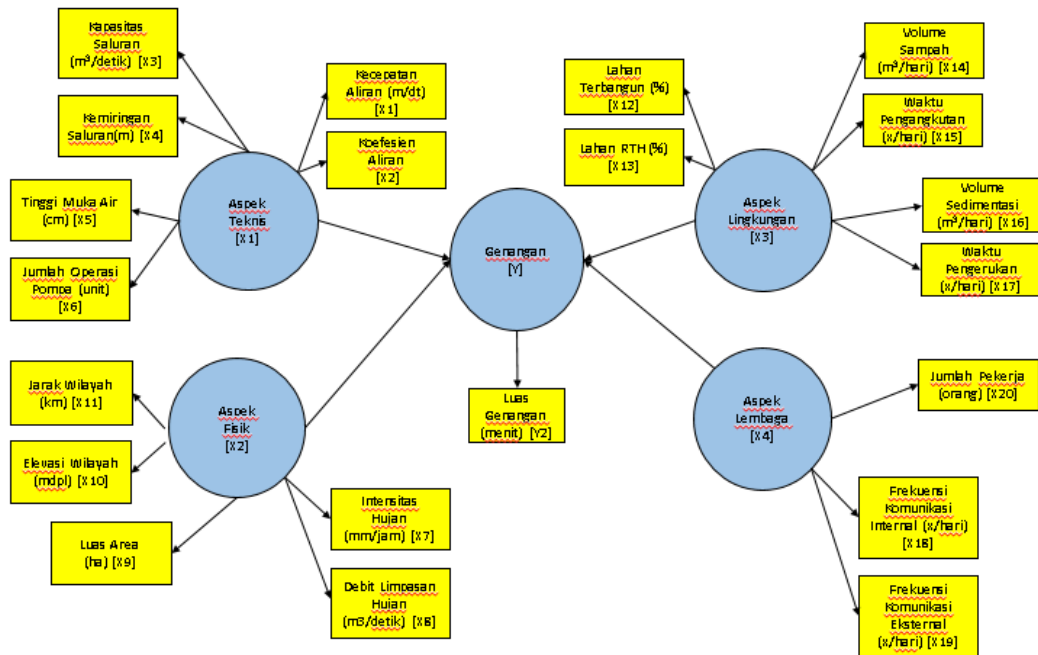 Kapasitas
Saluran
(m³/detik) [X3]
Kemiringan
Saluran(m) [X4]
Kecepatan
Aliran (m/dt)
[X1]
Koefesien
Aliran
[X2]
Tinggi Muka Air
(cm) [X5]
Jumlah Operasi
Pompa (unit)
[X6]
Aspek
Teknis
[X1]
Genangan
[Y]
Lahan
Terbangun (%)
[X12]
Lahan RTH (%)
[X13]
Volume
Sampah
(m³/hari) [X14]
Waktu
Pengangkutan
(x/hari) [X15]
Aspek
Lingkungan
[X3]
Volume
Sedimentasi
(m³/hari) [X16]
Waktu
Pengerukan
(x/hari) [X17]
Jarak Wilayah
(km) [X11]
Elevasi Wilayah
(mdpl) [X10]
Luas Area
(ha) [X9]
Aspek
Fisik
[X2]
Intensitas
Hujan
(mm/jam) [X7]
Debit Limpasan
Hujan
(m3/detik) [X8]
Luas
Genangan
(menit) [Y2]
Aspek
Lembaga
[X4]
Jumlah Pekerja
(orang) [X20]
Frekuensi
Komunikasi
Internal (x/hari)
[X18]
Frekuensi
Komunikasi
Eksternal
(x/hari) [X19]